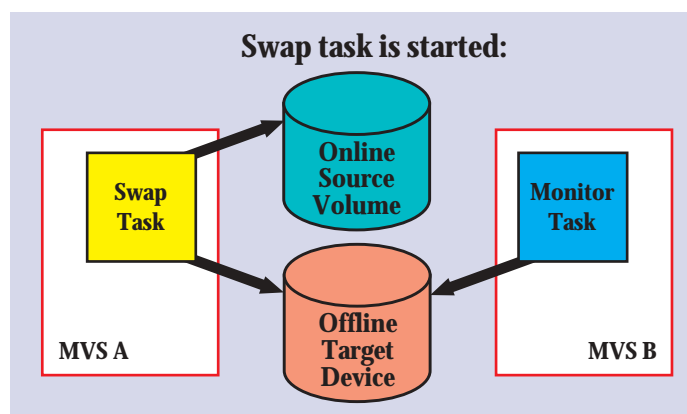 Swap task is started:
Online
Source
Volume
Swap
Task
Monitor
Task
Offline
Target
Device
MVS A
MVS B